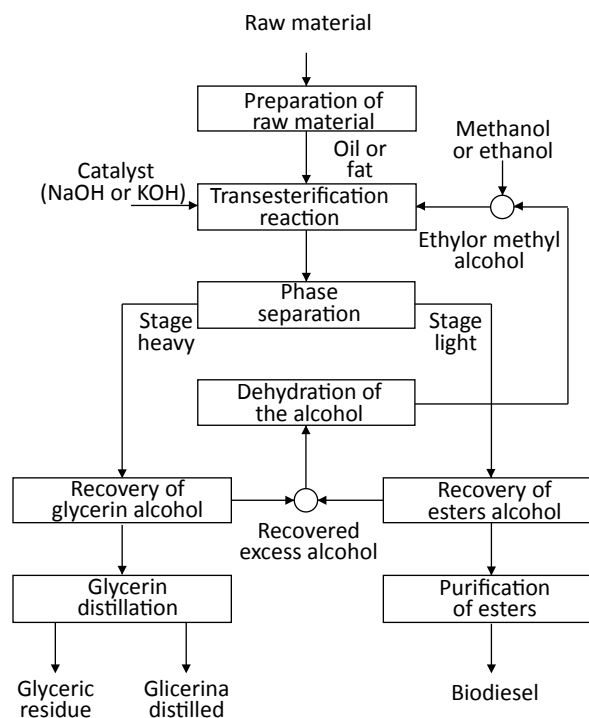 Raw material
Preparation of
raw material
Methanol
or ethanol
Oil or
fat
Catalyst
(NaOH or KOH)
Transesterification
reaction
Ethylor methyl
alcohol
Phase
separation
Stage
heavy
Stage
light
Dehydration of
the alcohol
Recovery of
glycerin alcohol
Recovered
excess alcohol
Recovery of
esters alcohol
Glycerin
distillation
Purification
of esters
Glyceric
residue
Glicerina
distilled
Biodiesel